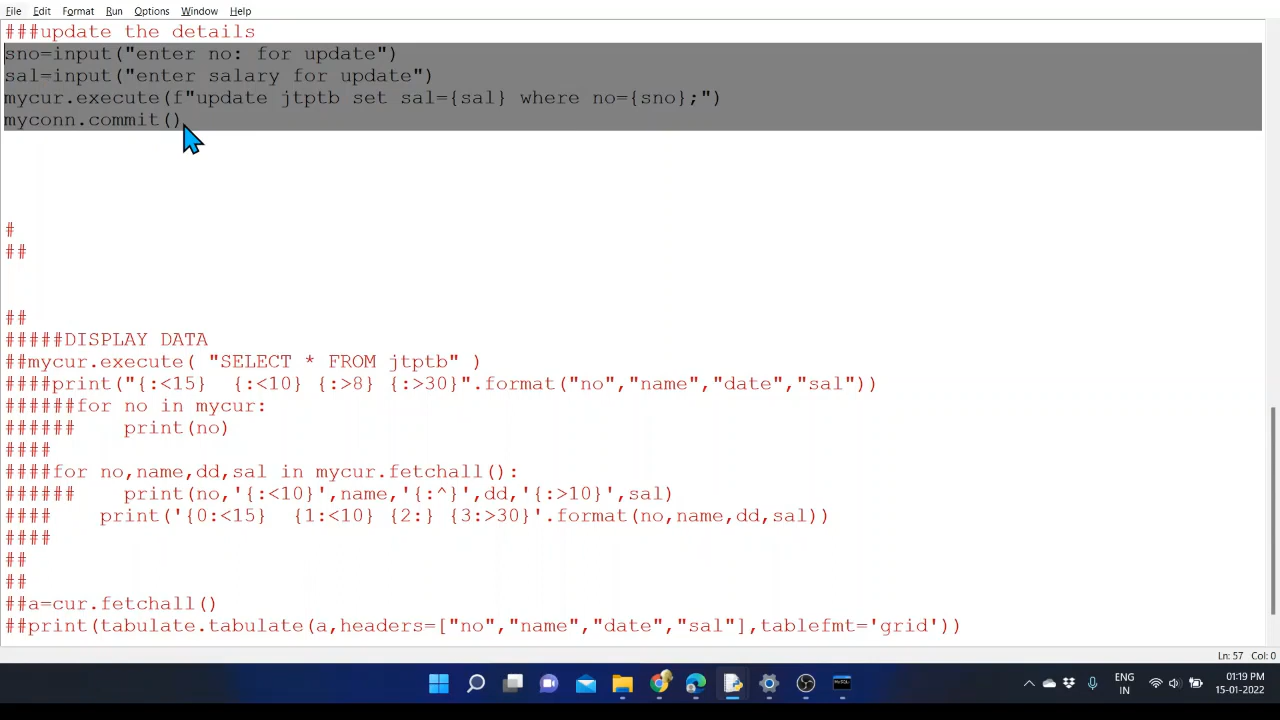 File Edit Format Run Options Window Help
###update the details
sno=input("enter no: for update")
sal=input("enter salary for update")
mycur.execute(f"update jtptb set sal={sal} where no={sno};")
myconn.commit()
#
##
##
#####DISPLAY DATA
##mycur.execute( "SELECT * FROM jtptb" )
####print("{:<15}  {:<10} {:>8} {:>30}".format("no","name","date","sal"))
######for no in mycur:
######    print(no)
####
####for no,name,dd,sal in mycur.fetchall():
######    print(no,'{:<10}',name,'{:^}',dd,'{:>10}',sal)
####    print('{0:<15}  {1:<10} {2:} {3:>30}'.format(no,name,dd,sal))
####
##
##
##a=cur.fetchall()
##print(tabulate.tabulate(a,headers=["no","name","date","sal"],tablefmt='grid'))
Ln: 57 Col: 0
ENG 01:19 PM
IN 15-01-2022